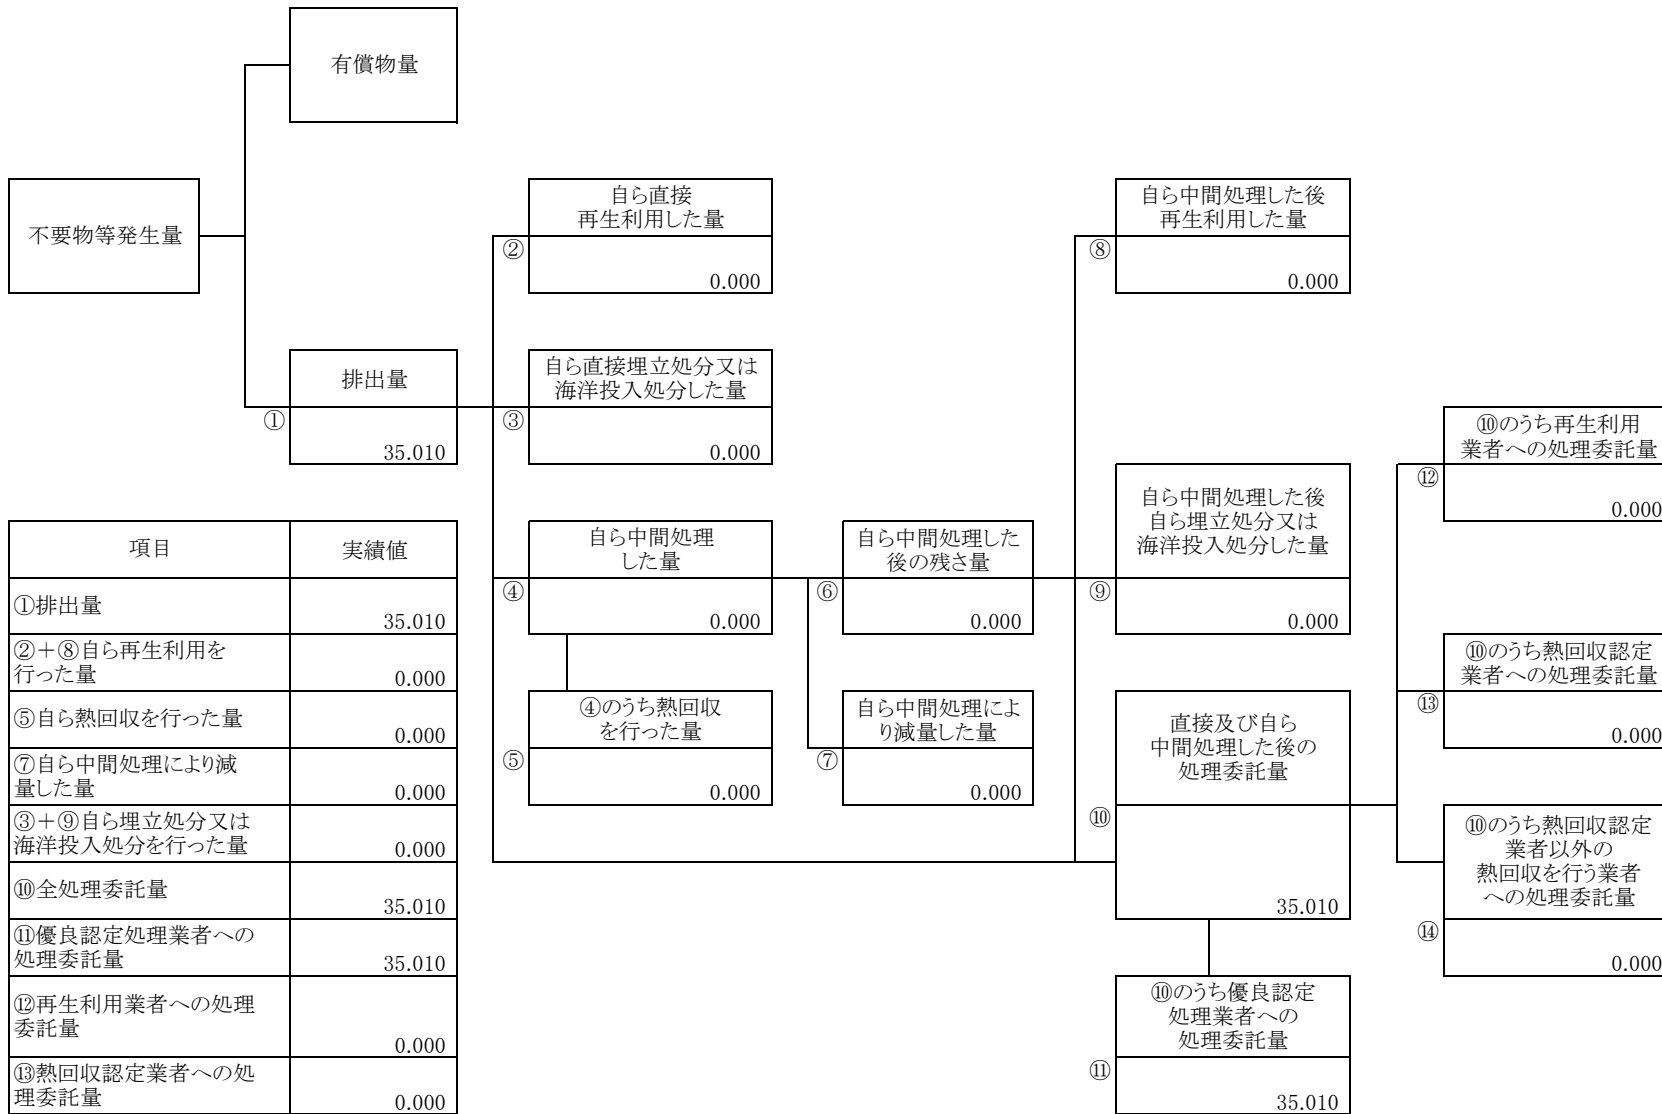 有償物量
不要物等発生量
自ら直接
再生利用した量
②
0.000
自ら中間処理した後
再生利用した量
⑧
0.000
排出量
①
35.010
自ら直接埋立処分又は
海洋投入処分した量
③
0.000
⑩のうち再生利用
業者への処理委託量
⑫
0.000
自ら中間処理
した量
④
0.000
自ら中間処理した
後の残さ量
⑥
0.000
自ら中間処理した後
自ら埋立処分又は
海洋投入処分した量
⑨
0.000
⑩のうち熱回収認定
業者への処理委託量
⑬
0.000
④のうち熱回収
を行った量
⑤
0.000
自ら中間処理によ
り減量した量
⑦
0.000
直接及び自ら
中間処理した後の
処理委託量
⑩
35.010
⑩のうち熱回収認定
業者以外の
熱回収を行う業者
への処理委託量
⑭
0.000
⑩のうち優良認定
処理業者への
処理委託量
⑪
35.010
項目 実績値
①排出量
35.010
②+⑧自ら再生利用を
行った量
0.000
⑤自ら熱回収を行った量
0.000
⑦自ら中間処理により減
量した量
0.000
③+⑨自ら埋立処分又は
海洋投入処分を行った量
0.000
⑩全処理委託量
35.010
⑪優良認定処理業者への
処理委託量
35.010
⑫再生利用業者への処理
委託量
0.000
⑬熱回収認定業者への処
理委託量
0.000